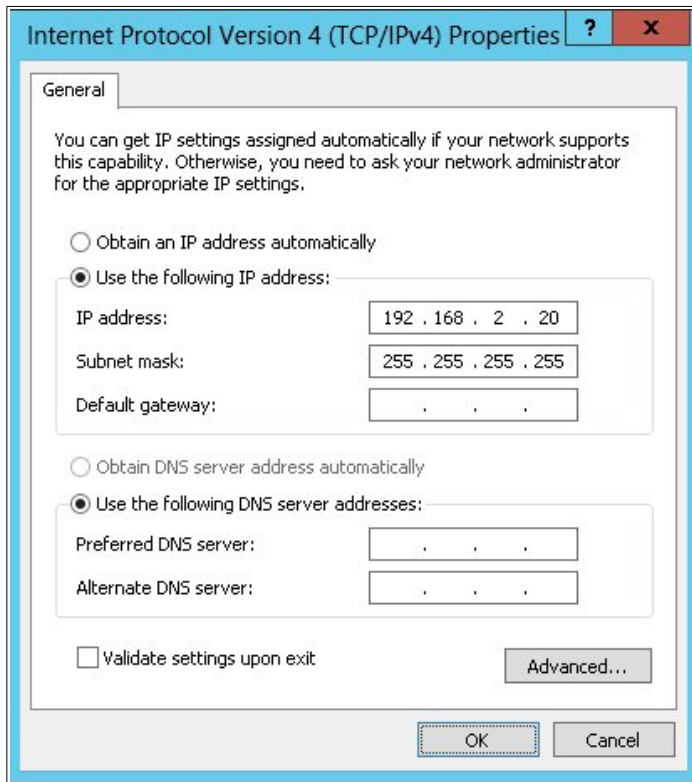 Internet Protocol Version 4 (TCP/IPv4) Properties ? x
General
You can get IP settings assigned automatically if your network supports
this capability. Otherwise, you need to ask your network administrator
for the appropriate IP settings.
Obtain an IP address automatically
Use the following IP address:
IP address: 192 . 168 . 2 . 20
Subnet mask: 255 . 255 . 255 . 255
Default gateway: . . .
Obtain DNS server address automatically
Use the following DNS server addresses:
Preferred DNS server: . . .
Alternate DNS server: . . .
Validate settings upon exit
Advanced...
OK Cancel